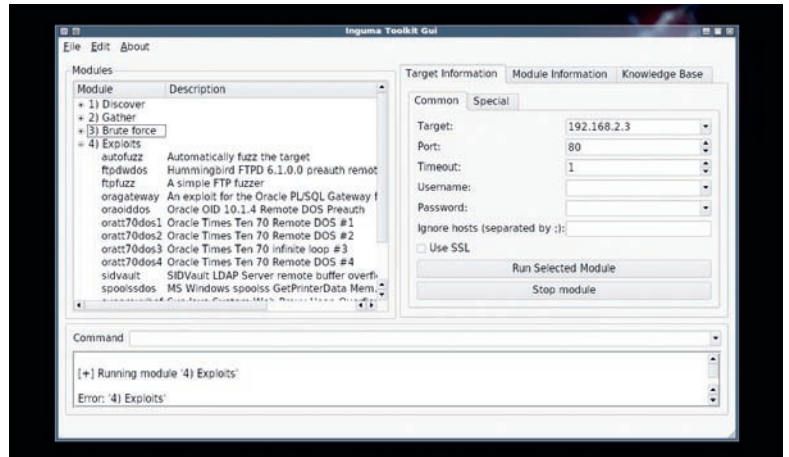 Inguma Toolkit Gui
File Edit About
Modules
Module Description
1) Discover
2) Gather
3) Brute force
4) Exploits
autofuzz Automatically fuzz the target
ftpdwdos Hummingbird FTPD 6.1.0.0 preauth remot
ftpfuzz A simple FTP fuzzer
oragateway An exploit for the Oracle PL/SQL Gateway f
oraoiddos Oracle OID 10.1.4 Remote DOS Preauth
oratt70dos1 Oracle Times Ten 70 Remote DOS #1
oratt70dos2 Oracle Times Ten 70 Remote DOS #2
oratt70dos3 Oracle Times Ten 70 infinite loop #3
oratt70dos4 Oracle Times Ten 70 Remote DOS #4
sidvault SIDVault LDAP Server remote buffer overfl
spoolssdos MS Windows spoolss GetPrinterData Mem
Target Information Module Information Knowledge Base
Common Special
Target: 192.168.2.3
Port: 80
Timeout: 1
Username:
Password:
Ignore hosts (separated by ;):
Use SSL
Run Selected Module
Stop module
Command
[+] Running module '4) Exploits'
Error: '4) Exploits'